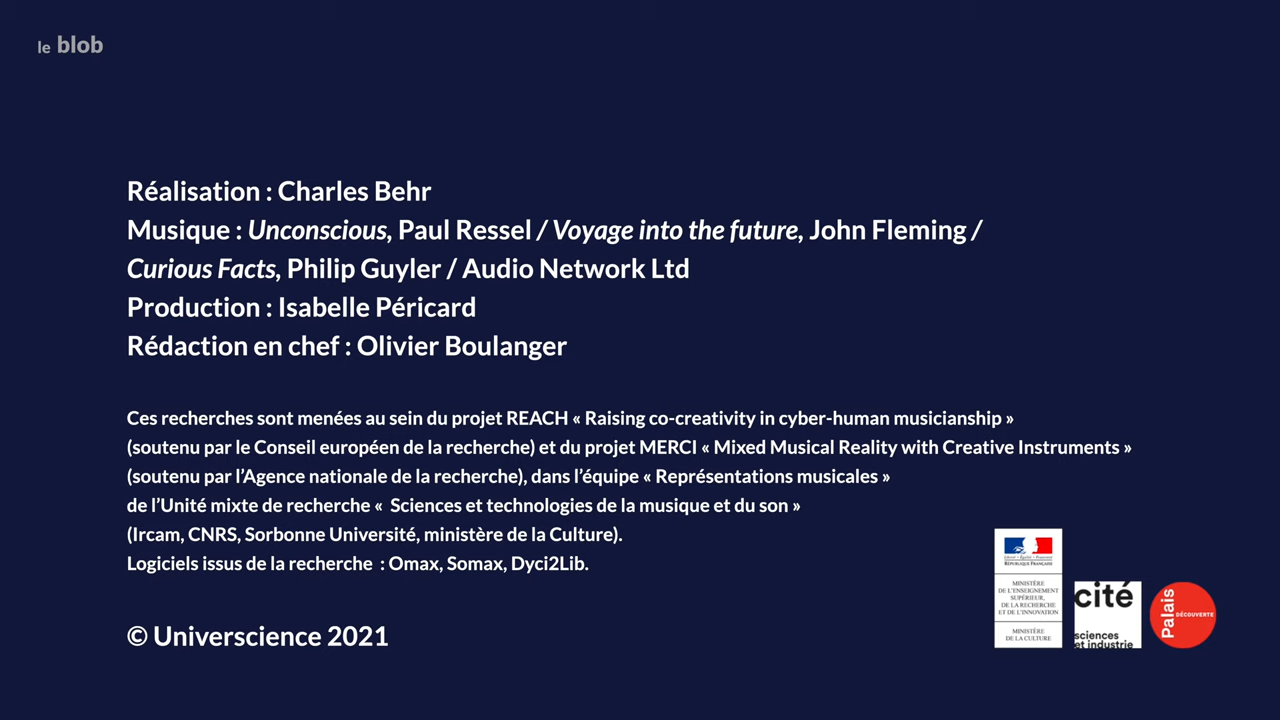 le blob
Réalisation : Charles Behr
Musique : Unconscious, Paul Ressel / Voyage into the future, John Fleming /
Curious Facts, Philip Guyler / Audio Network Ltd
Production : Isabelle Péricard
Rédaction en chef : Olivier Boulanger
Ces recherches sont menées au sein du projet REACH « Raising co-creativity in cyber-human musicianship »
(soutenu par le Conseil européen de la recherche) et du projet MERCI « Mixed Musical Reality with Creative Instruments »
(soutenu par l’Agence nationale de la recherche), dans l’équipe « Représentations musicales »
de l’Unité mixte de recherche «  Sciences et technologies de la musique et du son »
(Ircam, CNRS, Sorbonne Université, ministère de la Culture).
Logiciels issus de la recherche  : Omax, Somax, Dyci2Lib.
© Universcience 2021
Liberté • Égalité • Fraternité
RÉPUBLIQUE FRANÇAISE
MINISTÈRE
DE L'ENSEIGNEMENT
SUPÉRIEUR,
DE LA RECHERCHE
ET DE L'INNOVATION
MINISTÈRE
DE LA CULTURE
cité
sciences
et industrie
Palais
DÉCOUVERTE